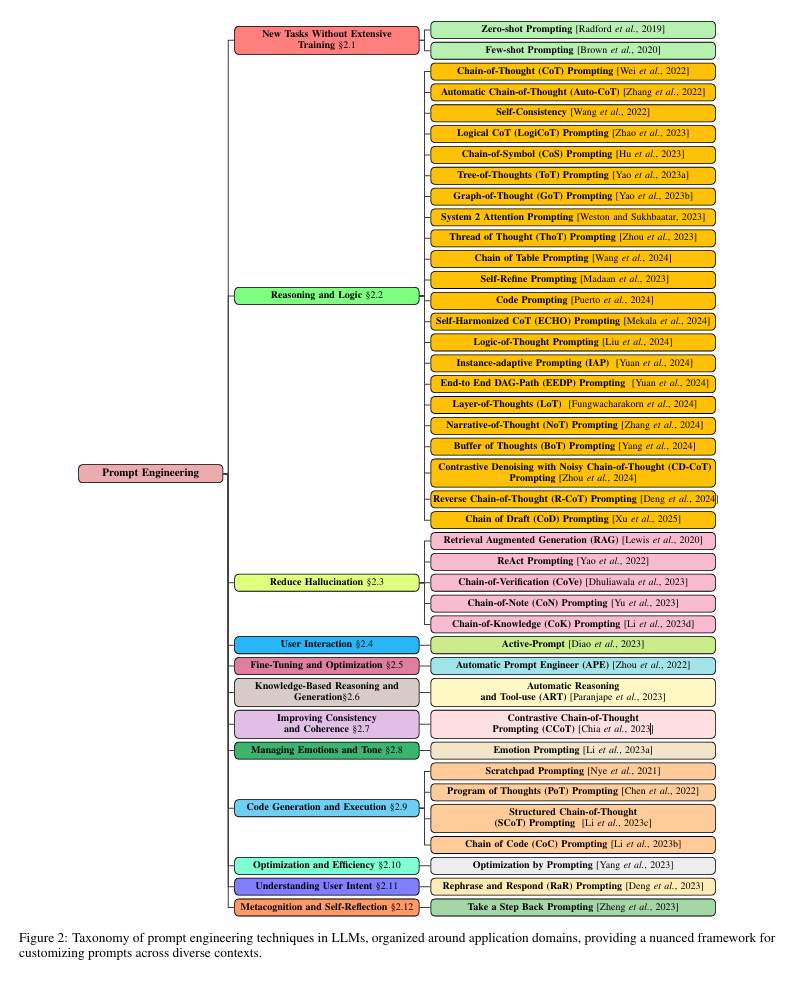 New Tasks Without Extensive
Training §2.1
Zero-shot Prompting [Radford et al., 2019]
Few-shot Prompting [Brown et al., 2020]
Chain-of-Thought (CoT) Prompting [Wei et al., 2022]
Automatic Chain-of-Thought (Auto-CoT) [Zhang et al., 2022]
Self-Consistency [Wang et al., 2022]
Logical CoT (LogiCoT) Prompting [Zhao et al., 2023]
Chain-of-Symbol (CoS) Prompting [Hu et al., 2023]
Tree-of-Thoughts (ToT) Prompting [Yao et al., 2023a]
Graph-of-Thought (GoT) Prompting [Yao et al., 2023b]
System 2 Attention Prompting [Weston and Sukhbaatar, 2023]
Thread of Thought (ThoT) Prompting [Zhou et al., 2023]
Chain of Table Prompting [Wang et al., 2024]
Self-Refine Prompting [Madaan et al., 2023]
Reasoning and Logic §2.2
Code Prompting [Puerto et al., 2024]
Self-Harmonized CoT (ECHO) Prompting [Mekala et al., 2024]
Logic-of-Thought Prompting [Liu et al., 2024]
Instance-adaptive Prompting (IAP) [Yuan et al., 2024]
End-to End DAG-Path (EEDP) Prompting [Yuan et al., 2024]
Layer-of-Thoughts (LoT) [Fungwacharakorn et al., 2024]
Narrative-of-Thought (NoT) Prompting [Zhang et al., 2024]
Buffer of Thoughts (BoT) Prompting [Yang et al., 2024]
Contrastive Denoising with Noisy Chain-of-Thought (CD-CoT)
Prompting [Zhou et al., 2024]
Prompt Engineering
Reverse Chain-of-Thought (R-CoT) Prompting [Deng et al., 2024]
Chain of Draft (CoD) Prompting [Xu et al., 2025]
Retrieval Augmented Generation (RAG) [Lewis et al., 2020]
ReAct Prompting [Yao et al., 2022]
Reduce Hallucination §2.3
Chain-of-Verification (CoVe) [Dhuliawala et al., 2023]
Chain-of-Note (CoN) Prompting [Yu et al., 2023]
Chain-of-Knowledge (CoK) Prompting [Li et al., 2023d]
User Interaction §2.4
Active-Prompt [Diao et al., 2023]
Fine-Tuning and Optimization §2.5
Automatic Prompt Engineer (APE) [Zhou et al., 2022]
Knowledge-Based Reasoning and
Generation§2.6
Automatic Reasoning
and Tool-use (ART) [Paranjape et al., 2023]
Improving Consistency
and Coherence §2.7
Contrastive Chain-of-Thought
Prompting (CCoT) [Chia et al., 2023]
Managing Emotions and Tone §2.8
Emotion Prompting [Li et al., 2023a]
Scratchpad Prompting [Nye et al., 2021]
Program of Thoughts (PoT) Prompting [Chen et al., 2022]
Code Generation and Execution §2.9
Structured Chain-of-Thought
(SCoT) Prompting [Li et al., 2023c]
Chain of Code (CoC) Prompting [Li et al., 2023b]
Optimization and Efficiency §2.10
Optimization by Prompting [Yang et al., 2023]
Understanding User Intent §2.11
Rephrase and Respond (RaR) Prompting [Deng et al., 2023]
Metacognition and Self-Reflection §2.12
Take a Step Back Prompting [Zheng et al., 2023]
Figure 2: Taxonomy of prompt engineering techniques in LLMs, organized around application domains, providing a nuanced framework for
customizing prompts across diverse contexts.